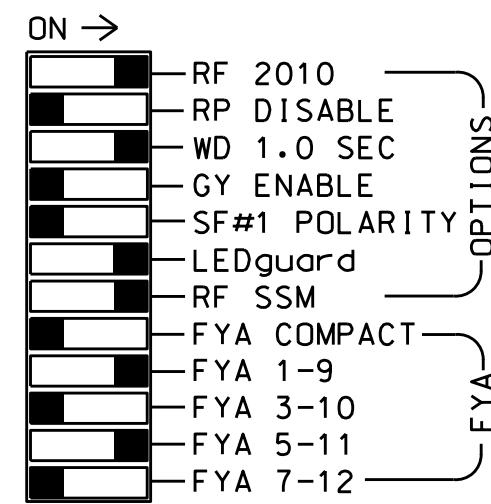 ON →
RF 2010
RP DISABLE
WD 1.0 SEC
GY ENABLE
SF#1 POLARITY
LEDguard
RF SSM
FYA COMPACT
FYA 1-9
FYA 3-10
FYA 5-11
FYA 7-12
OPTIONS
FYA